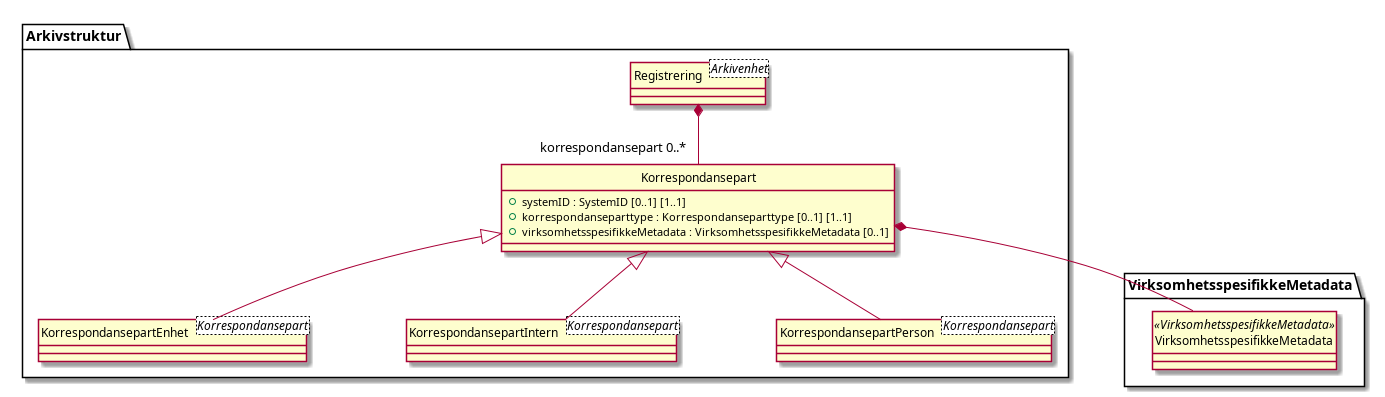 Arkivstruktur
Registrering
Arkivenhet
korrespondansepart 0..*
Korrespondansepart
systemID : SystemID [0..1] [1..1]
korrespondanseparttype : Korrespondanseparttype [0..1] [1..1]
virksomhetsspesifikkeMetadata : VirksomhetsspesifikkeMetadata [0..1]
VirksomhetsspesifikkeMetadata
«VirksomhetsspesifikkeMetadata»
VirksomhetsspesifikkeMetadata
KorrespondansepartEnhet
Korrespondansepart
KorrespondansepartIntern
Korrespondansepart
KorrespondansepartPerson
Korrespondansepart